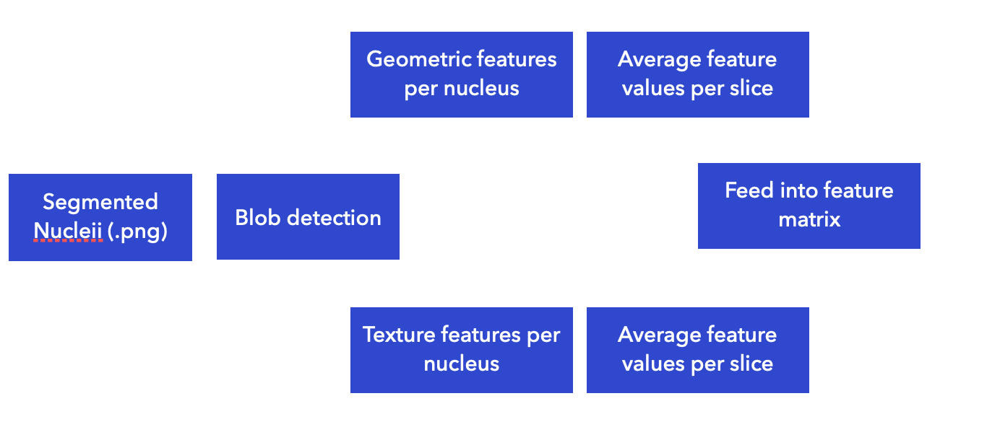 Geometric features
per nucleus
Average feature
values per slice
Segmented
Nucleii (.png)
Blob detection
Feed into feature
matrix
Texture features per
nucleus
Average feature
values per slice